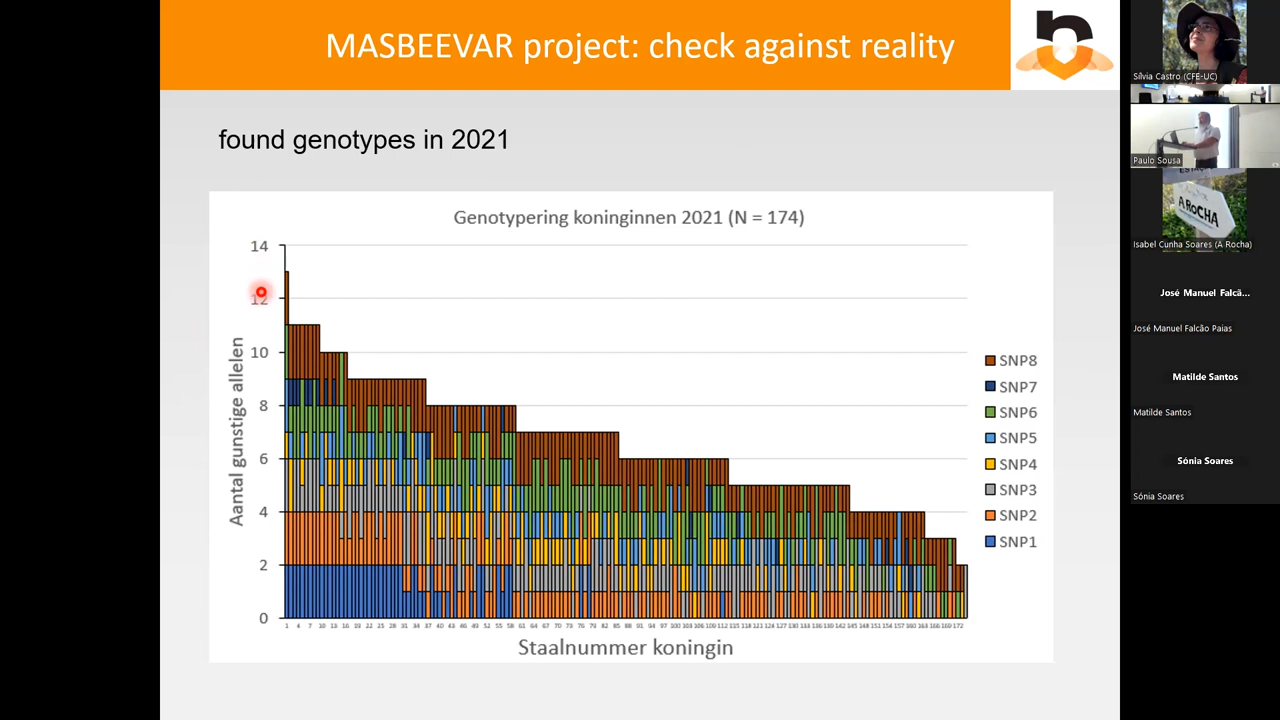 MASBEEVAR project: check against reality
found genotypes in 2021
Genotypering koninginnen 2021 (N = 174)
Aantal gunstige allelen
14
12
10
8
6
4
2
0
SNP8
SNP7
SNP6
SNP5
SNP4
SNP3
SNP2
SNP1
Staalnummer koningin
Sílvia Castro (CFE-UC)
Paulo Sousa
A ROCHA
Isabel Cunha Soares (A Rocha)
José Manuel Falcã...
José Manuel Falcão Paias
Matilde Santos
Matilde Santos
Sónia Soares
Sónia Soares